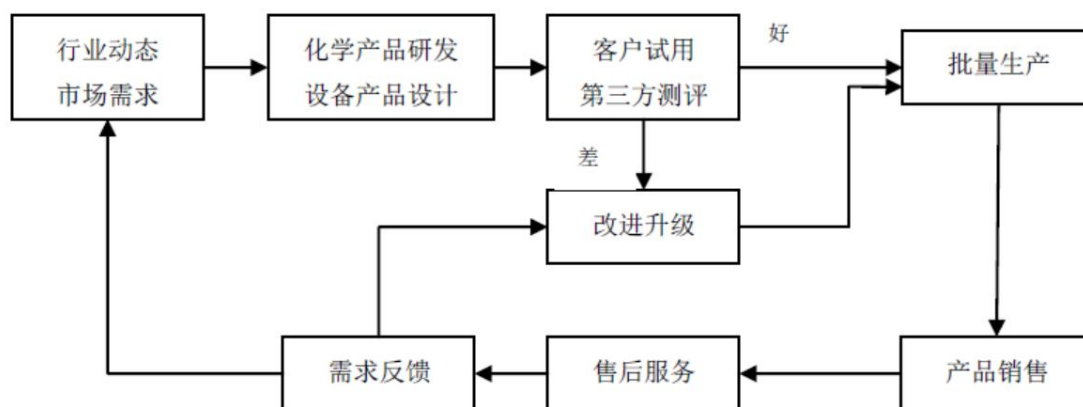 行业动态
市场需求
化学产品研发
设备产品设计
客户试用
第三方测评
好
批量生产
差
改进升级
需求反馈
售后服务
产品销售